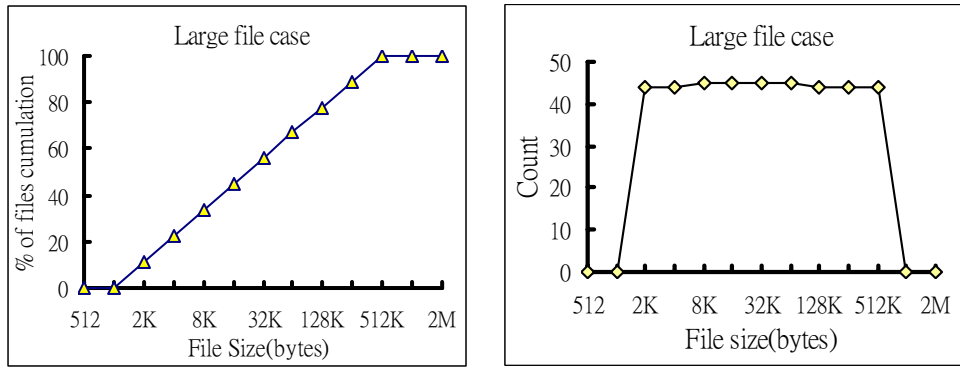 Large file case
100
80
60
40
20
0
% of files cumulation
512 2K 8K 32K 128K 512K 2M
File Size(bytes)
Large file case
50
40
30
20
10
0
Count
512 2K 8K 32K 128K 512K 2M
File size(bytes)